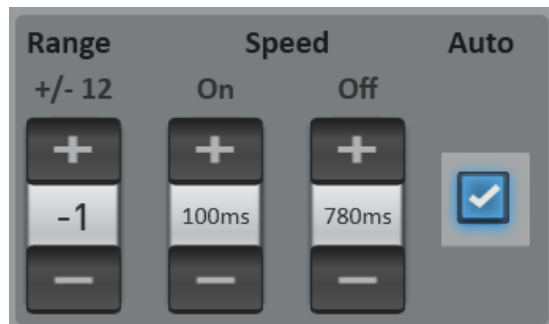 Range Speed Auto
+/- 12 On Off
+ + +
-1 100ms 780ms
− − −